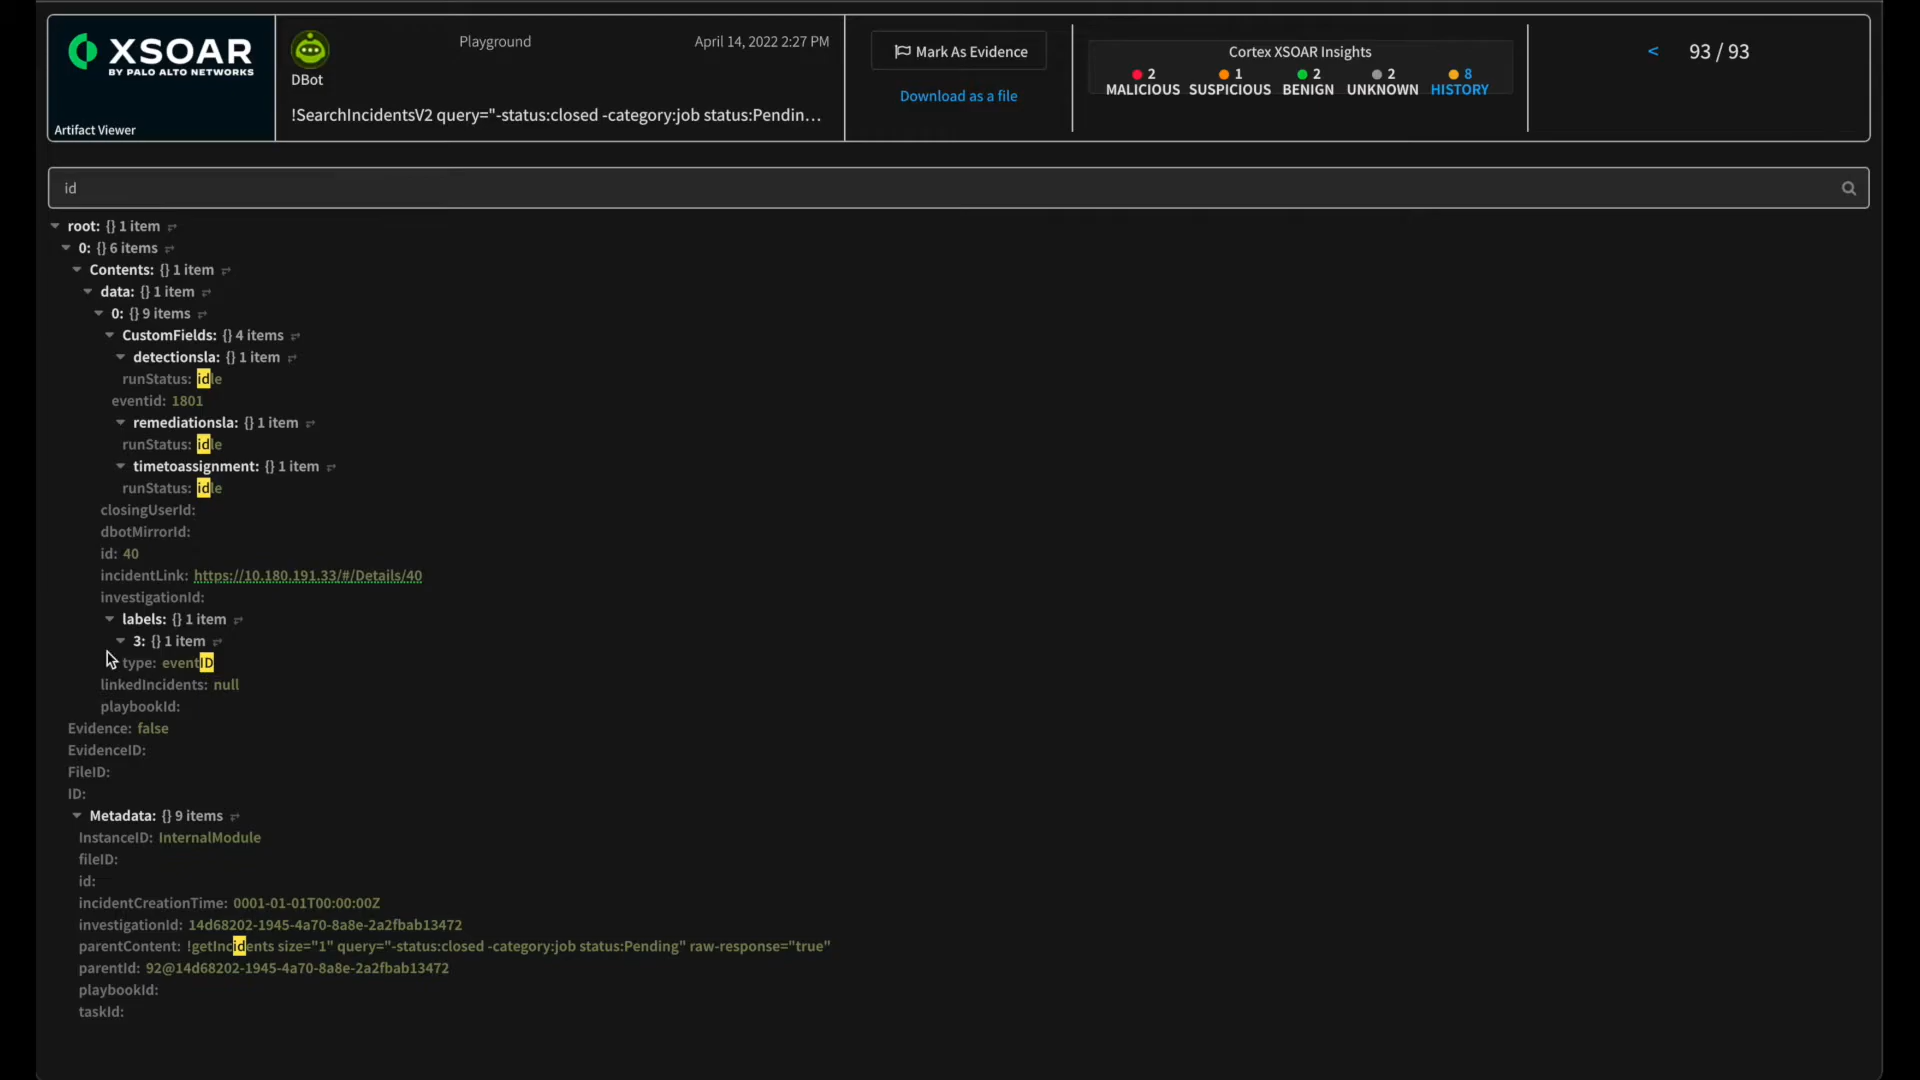 XSOAR
BY PALO ALTO NETWORKS
Artifact Viewer
DBot
Playground
April 14, 2022 2:27 PM
!SearchIncidentsV2 query="-status:closed -category:job status:Pendin...
Mark As Evidence
Download as a file
Cortex XSOAR Insights
2 1 2 2 8
MALICIOUS SUSPICIOUS BENIGN UNKNOWN HISTORY
< 93 / 93
id
root: {} 1 item
0: {} 6 items
Contents: {} 1 item
data: {} 1 item
0: {} 9 items
CustomFields: {} 4 items
detectionsla: {} 1 item
runStatus: idle
eventid: 1801
remediationsla: {} 1 item
runStatus: idle
timetoassignment: {} 1 item
runStatus: idle
closingUserId:
dbotMirrorId:
id: 40
incidentLink: https://10.180.191.33/#/Details/40
investigationId:
labels: {} 1 item
3: {} 1 item
type: eventID
linkedIncidents: null
playbookId:
Evidence: false
EvidenceID:
FileID:
ID:
Metadata: {} 9 items
InstanceID: InternalModule
fileID:
id:
incidentCreationTime: 0001-01-01T00:00:00Z
investigationId: 14d68202-1945-4a70-8a8e-2a2fbab13472
parentContent: !getIncidents size="1" query="-status:closed -category:job status:Pending" raw-response="true"
parentId: 92@14d68202-1945-4a70-8a8e-2a2fbab13472
playbookId:
taskId: